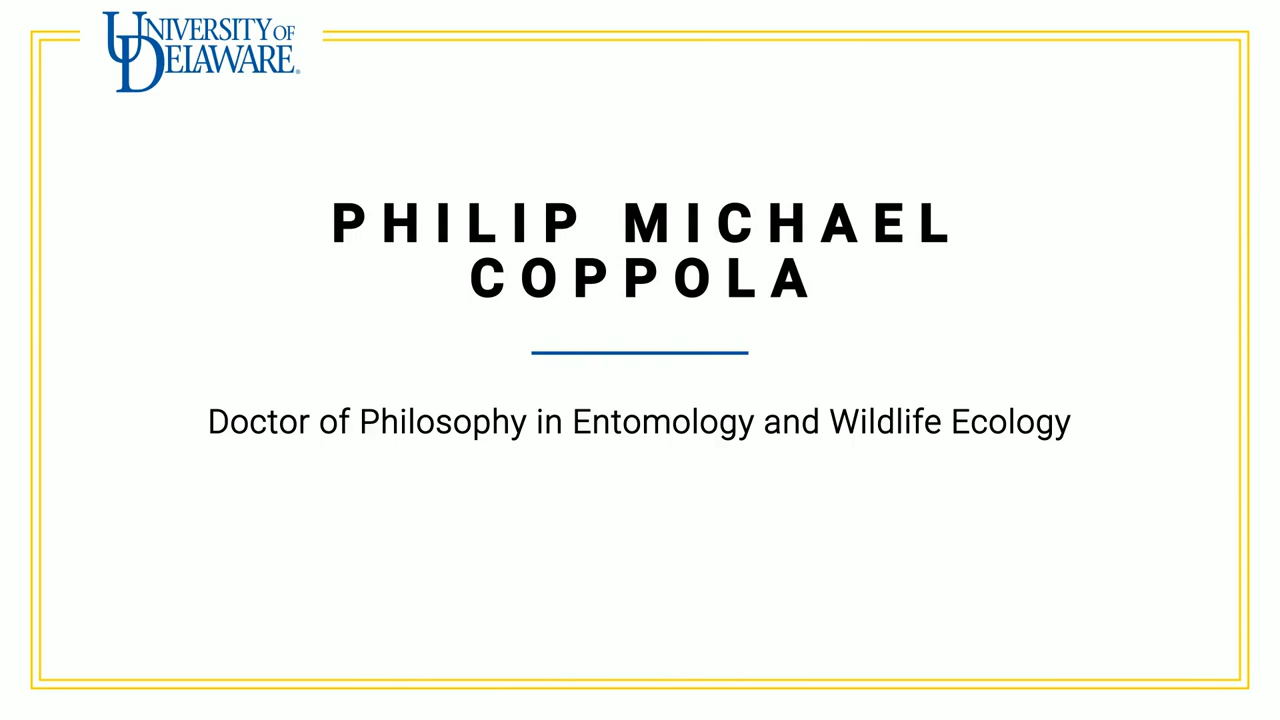 UNIVERSITY OF
DELAWARE
PHILIP MICHAEL
COPPOLA
Doctor of Philosophy in Entomology and Wildlife Ecology